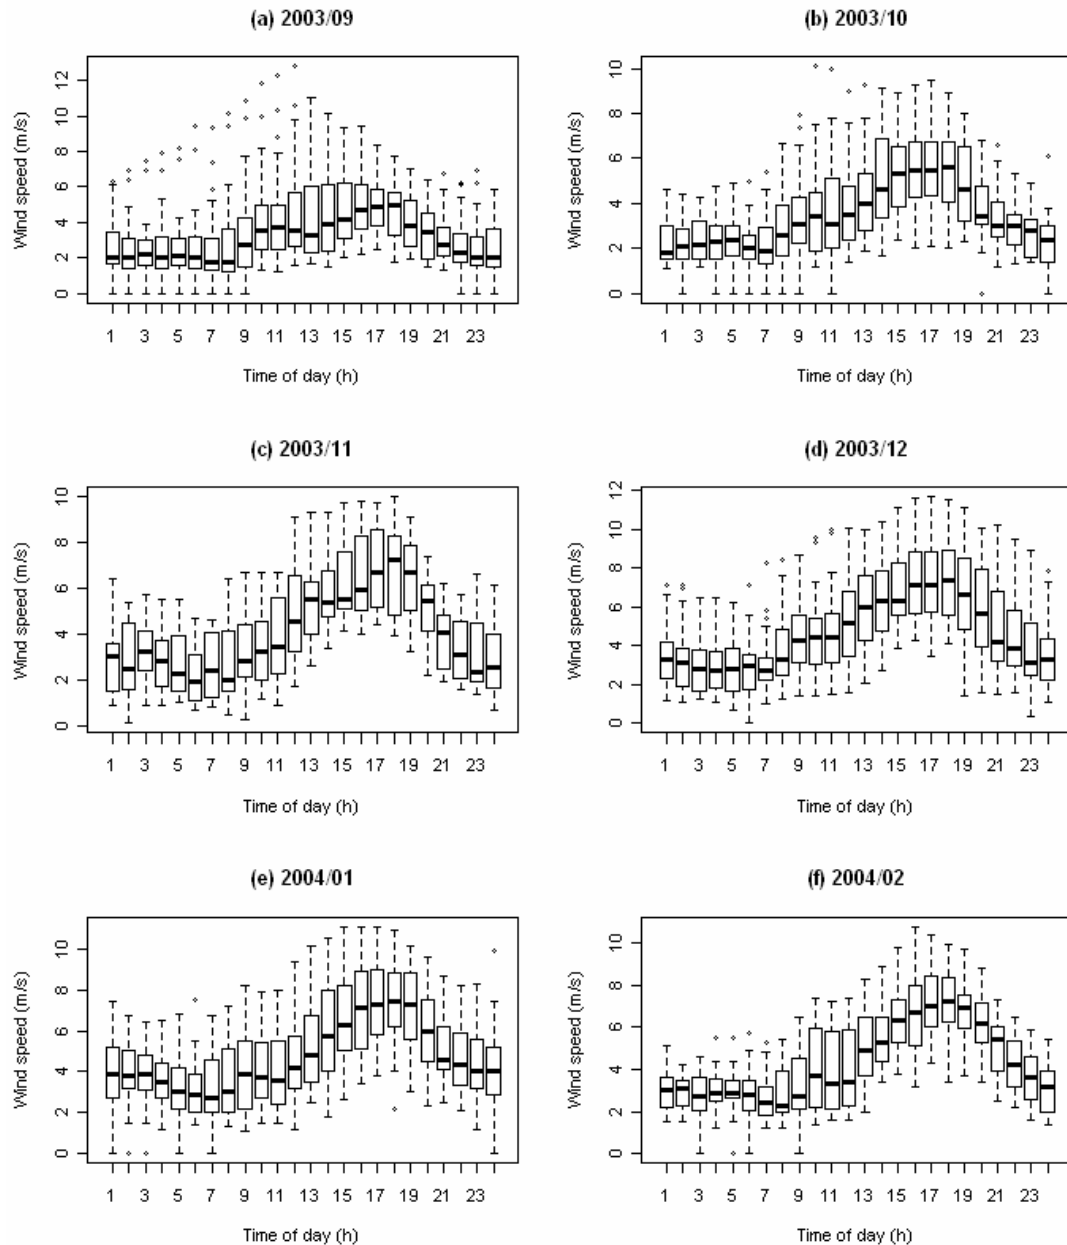 (a) 2003/09
Wind speed (m/s)
0 2 4 6 8 10 12
1 3 5 7 9 11 13 15 17 19 21 23
Time of day (h)
(b) 2003/10
Wind speed (m/s)
0 2 4 6 8 10
1 3 5 7 9 11 13 15 17 19 21 23
Time of day (h)
(c) 2003/11
Wind speed (m/s)
0 2 4 6 8 10
1 3 5 7 9 11 13 15 17 19 21 23
Time of day (h)
(d) 2003/12
Wind speed (m/s)
0 2 4 6 8 10 12
1 3 5 7 9 11 13 15 17 19 21 23
Time of day (h)
(e) 2004/01
Wind speed (m/s)
0 2 4 6 8 10
1 3 5 7 9 11 13 15 17 19 21 23
Time of day (h)
(f) 2004/02
Wind speed (m/s)
0 2 4 6 8 10
1 3 5 7 9 11 13 15 17 19 21 23
Time of day (h)